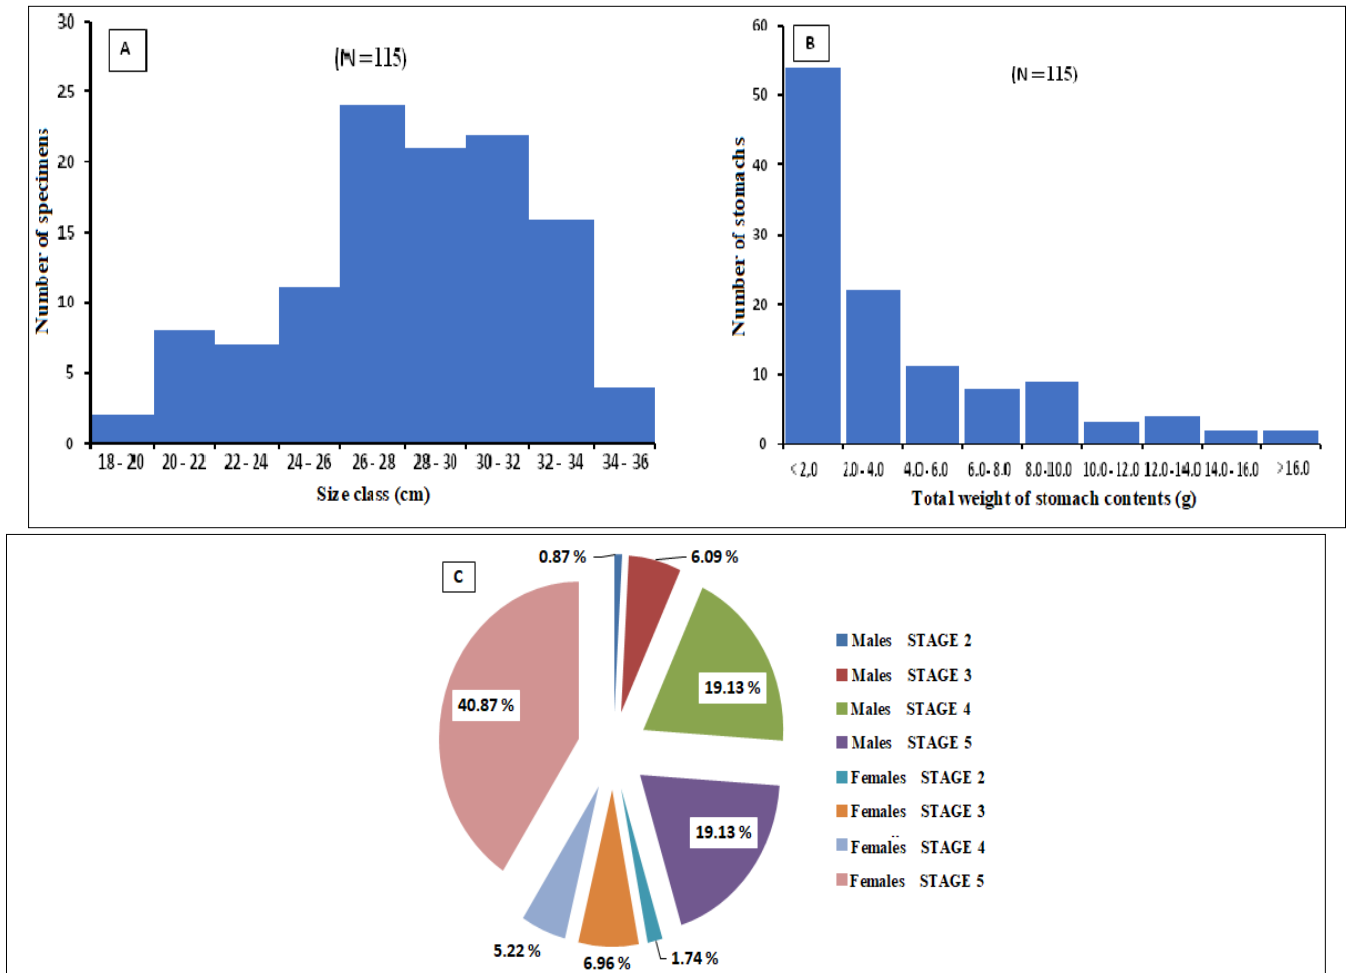 A
(N=115)
30
25
20
15
10
5
0
Number of specimens
18 - 20 20 - 22 22 - 24 24 - 26 26 - 28 28 - 30 30 - 32 32 - 34 34 - 36
Size class (cm)
B
(N=115)
60
50
40
30
20
10
0
Number of stomachs
< 2,0 2.0 - 4.0 4.0 - 6.0 6.0 - 8.0 8.0-10.0 10.0 - 12.0 12.0 - 14.0 14.0 - 16.0 > 16.0
Total weight of stomach contents (g)
C
0.87 %
6.09 %
19.13 %
40.87 %
19.13 %
5.22 %
6.96 %
1.74 %
Males STAGE 2
Males STAGE 3
Males STAGE 4
Males STAGE 5
Females STAGE 2
Females STAGE 3
Females STAGE 4
Females STAGE 5